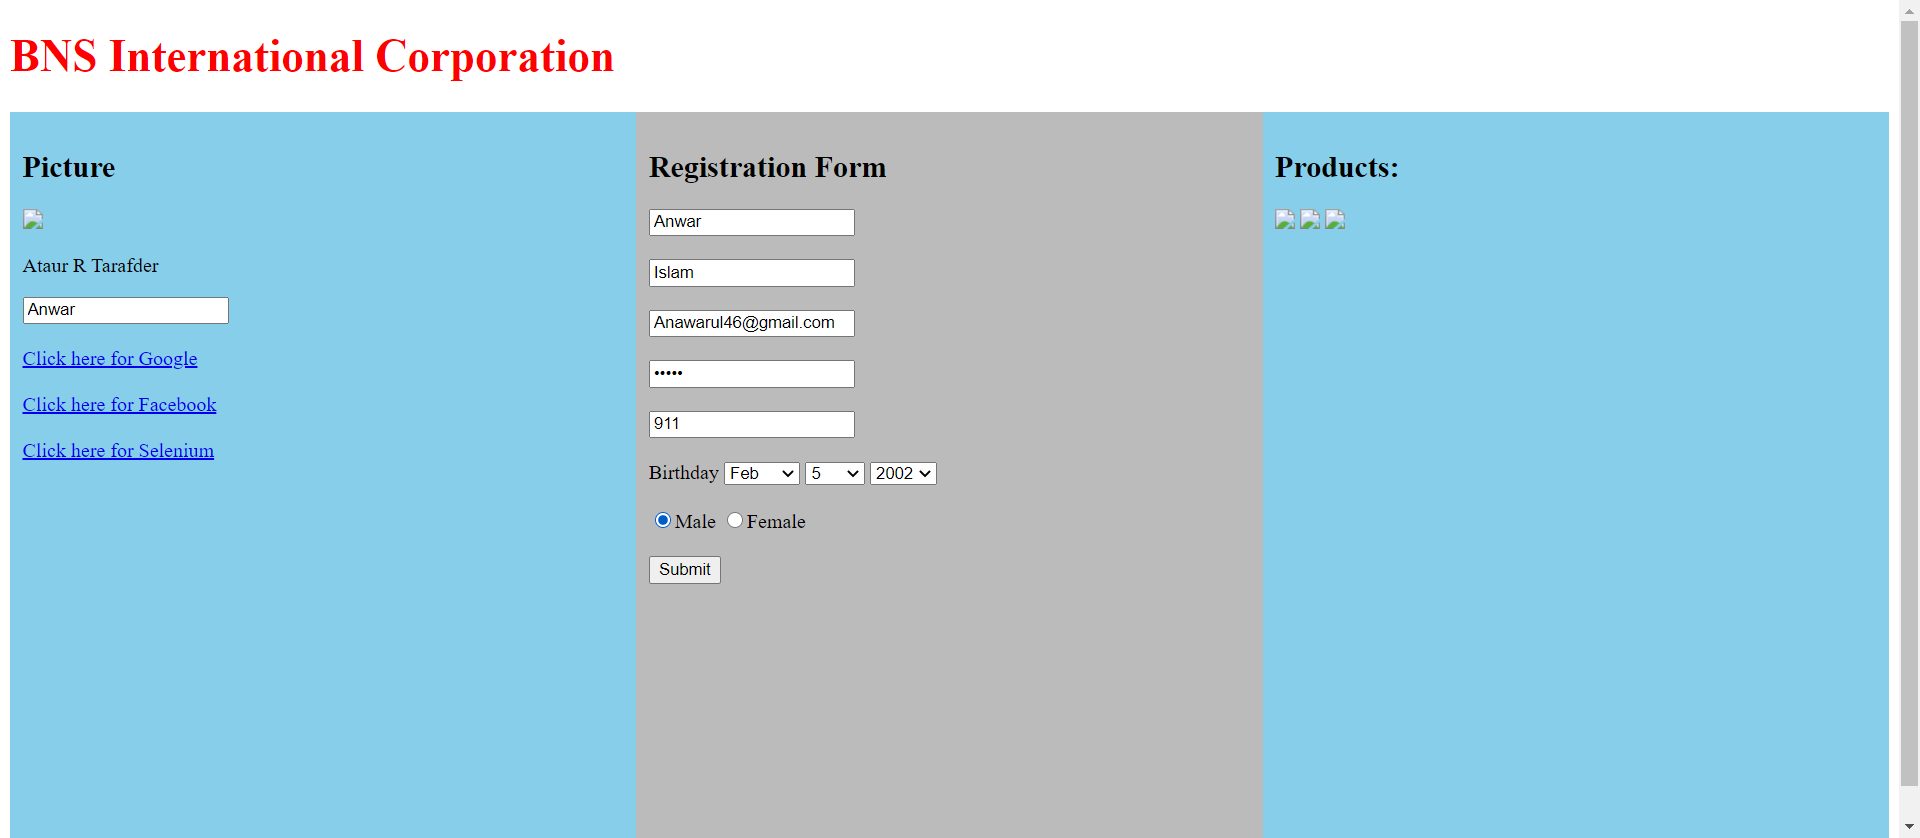 BNS International Corporation
Picture
Ataur R Tarafder
Anwar
Click here for Google
Click here for Facebook
Click here for Selenium
Registration Form
Anwar
Islam
Anawarul46@gmail.com
•••••
911
Birthday Feb 5 2002
Male Female
Submit
Products: